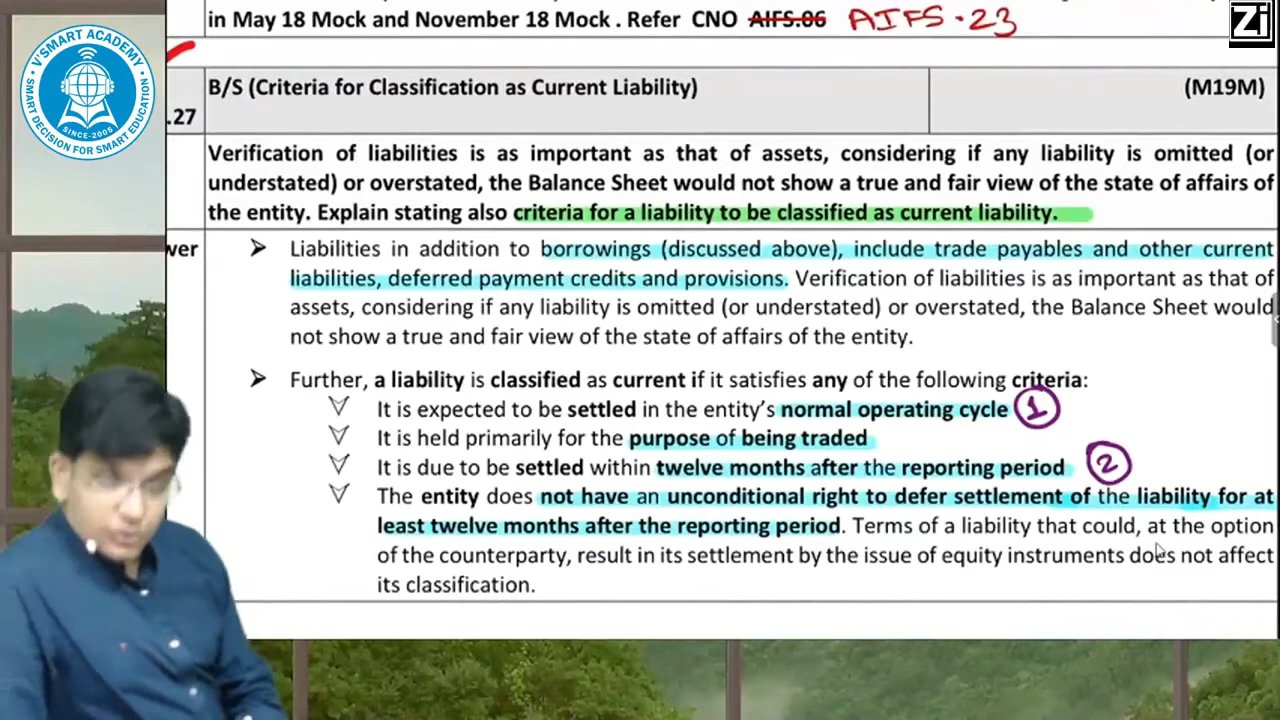 in May 18 Mock and November 18 Mock . Refer CNO AIFS.06 AIFS.23
Zi
V'SMART ACADEMY
SINCE-2005
SMART DECISION FOR SMART EDUCATION
B/S (Criteria for Classification as Current Liability) (M19M)
.27
Verification of liabilities is as important as that of assets, considering if any liability is omitted (or
understated) or overstated, the Balance Sheet would not show a true and fair view of the state of affairs of
the entity. Explain stating also criteria for a liability to be classified as current liability.
wer
➤ Liabilities in addition to borrowings (discussed above), include trade payables and other current
liabilities, deferred payment credits and provisions. Verification of liabilities is as important as that of
assets, considering if any liability is omitted (or understated) or overstated, the Balance Sheet would
not show a true and fair view of the state of affairs of the entity.
➤ Further, a liability is classified as current if it satisfies any of the following criteria:
It is expected to be settled in the entity's normal operating cycle 1
It is held primarily for the purpose of being traded
It is due to be settled within twelve months after the reporting period 2
The entity does not have an unconditional right to defer settlement of the liability for at
least twelve months after the reporting period. Terms of a liability that could, at the option
of the counterparty, result in its settlement by the issue of equity instruments does not affect
its classification.